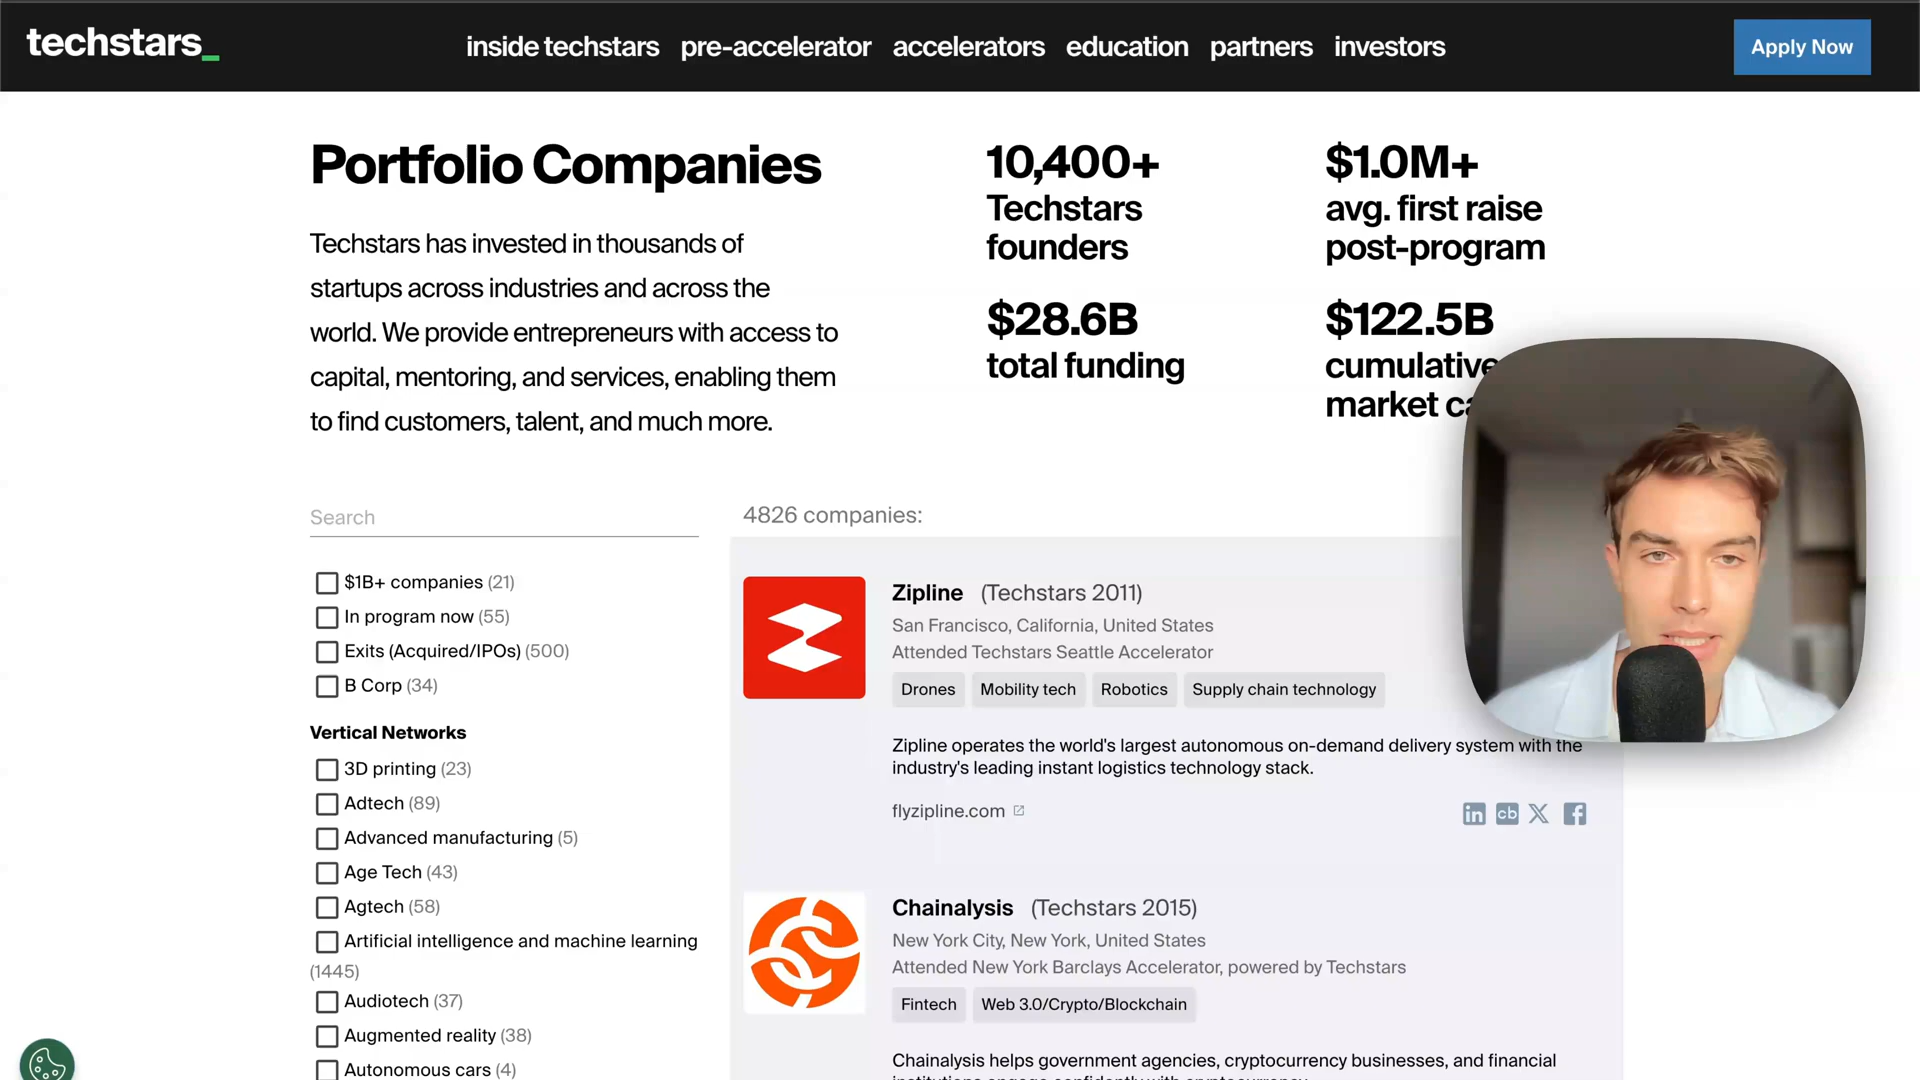 techstars_
inside techstars pre-accelerator accelerators education partners investors
Apply Now
Portfolio Companies
Techstars has invested in thousands of
startups across industries and across the
world. We provide entrepreneurs with access to
capital, mentoring, and services, enabling them
to find customers, talent, and much more.
10,400+
Techstars
founders
$1.0M+
avg. first raise
post-program
$28.6B
total funding
$122.5B
cumulative
market
Search
$1B+ companies (21)
In program now (55)
Exits (Acquired/IPOs) (500)
B Corp (34)
Vertical Networks
3D printing (23)
Adtech (89)
Advanced manufacturing (5)
Age Tech (43)
Agtech (58)
Artificial intelligence and machine learning
(1445)
Audiotech (37)
Augmented reality (38)
Autonomous cars (4)
4826 companies:
Zipline (Techstars 2011)
San Francisco, California, United States
Attended Techstars Seattle Accelerator
Drones Mobility tech Robotics Supply chain technology
Zipline operates the world's largest autonomous on-demand delivery system with the
industry's leading instant logistics technology stack.
flyzipline.com
in cb X f
Chainalysis (Techstars 2015)
New York City, New York, United States
Attended New York Barclays Accelerator, powered by Techstars
Fintech Web 3.0/Crypto/Blockchain
Chainalysis helps government agencies, cryptocurrency businesses, and financial